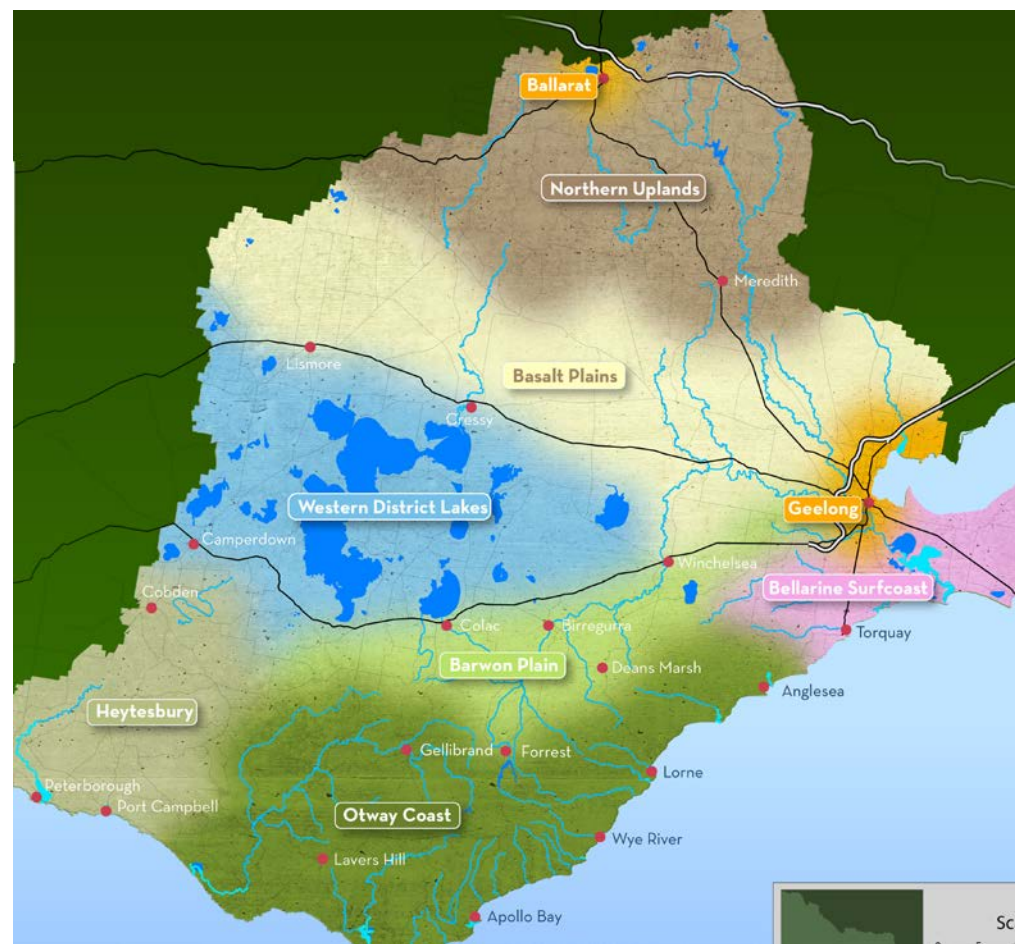 Ballarat
Northern Uplands
Meredith
Lismore
Basalt Plains
Cressy
Western District Lakes
Geelong
Camperdown
Winchelsea
Bellarine Surfcoast
Cobden
Colac
Birregurra
Torquay
Barwon Plain
Deans Marsh
Anglesea
Heytesbury
Gellibrand
Forrest
Lorne
Peterborough
Port Campbell
Otway Coast
Wye River
Lavers Hill
Apollo Bay
Sc